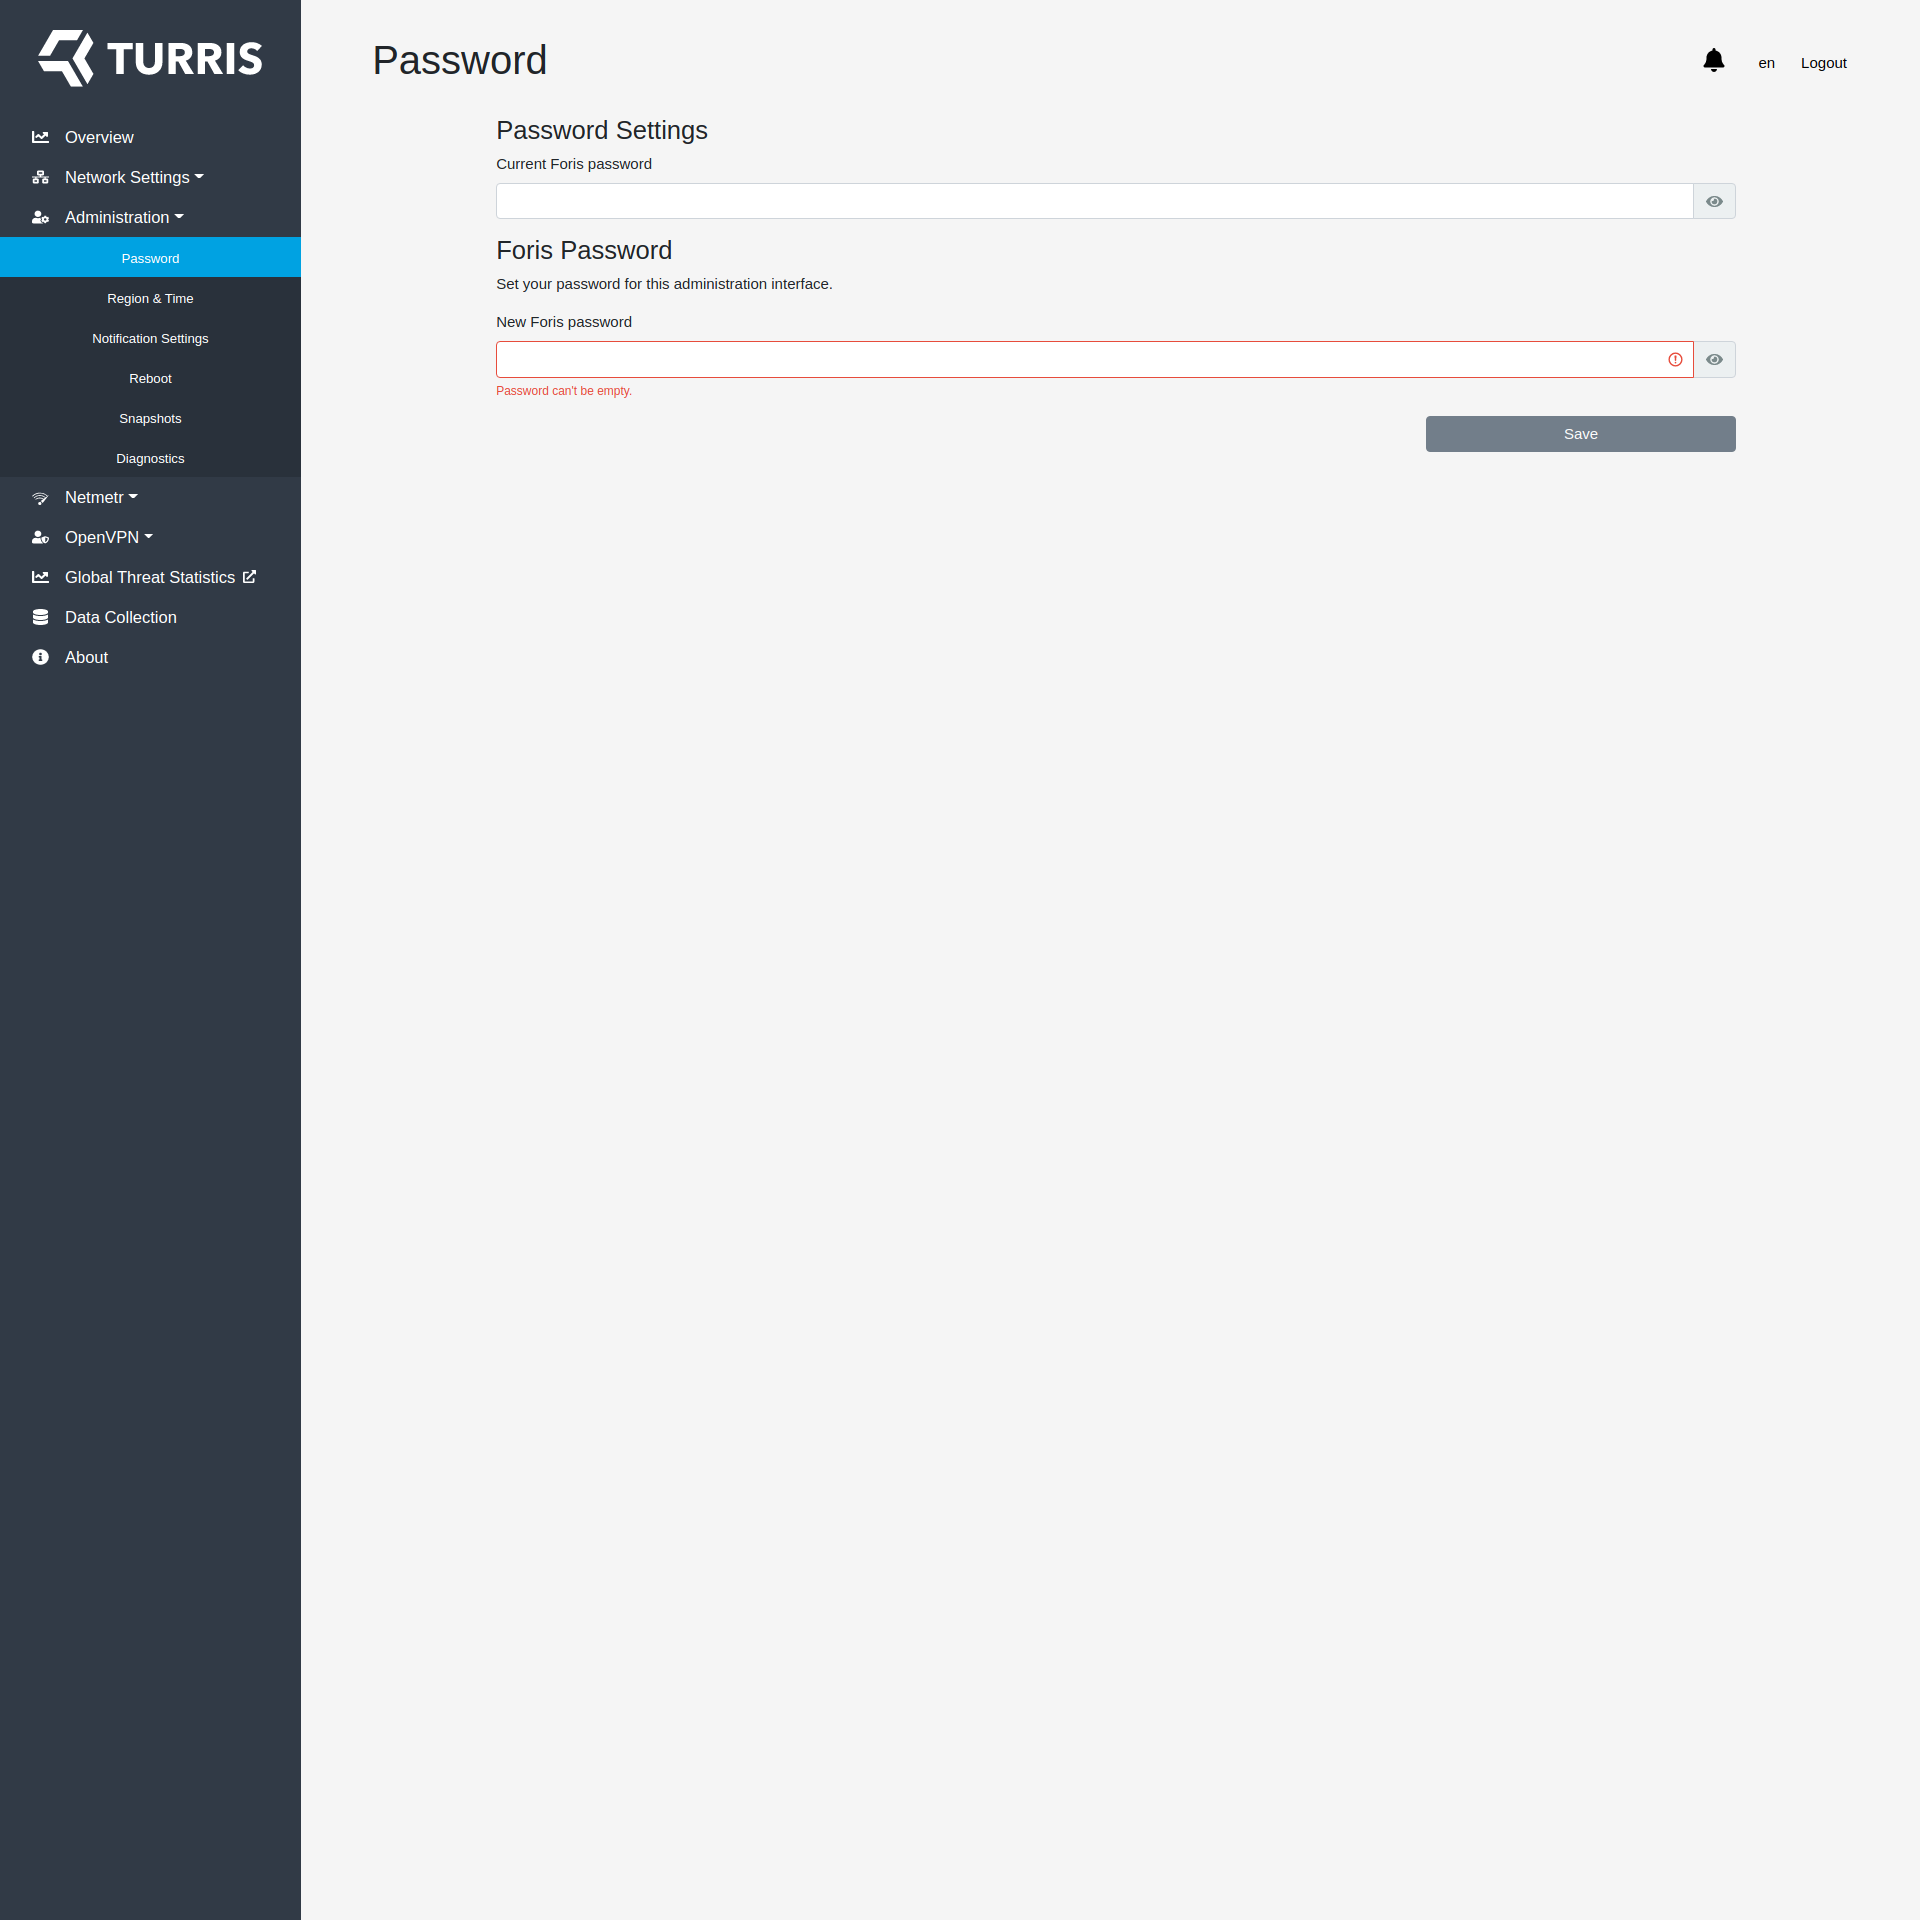 TURRIS
Overview
Network Settings
Administration
Password
Region & Time
Notification Settings
Reboot
Snapshots
Diagnostics
Netmetr
OpenVPN
Global Threat Statistics
Data Collection
About
Password
en Logout
Password Settings
Current Foris password
Foris Password
Set your password for this administration interface.
New Foris password
Password can't be empty.
Save